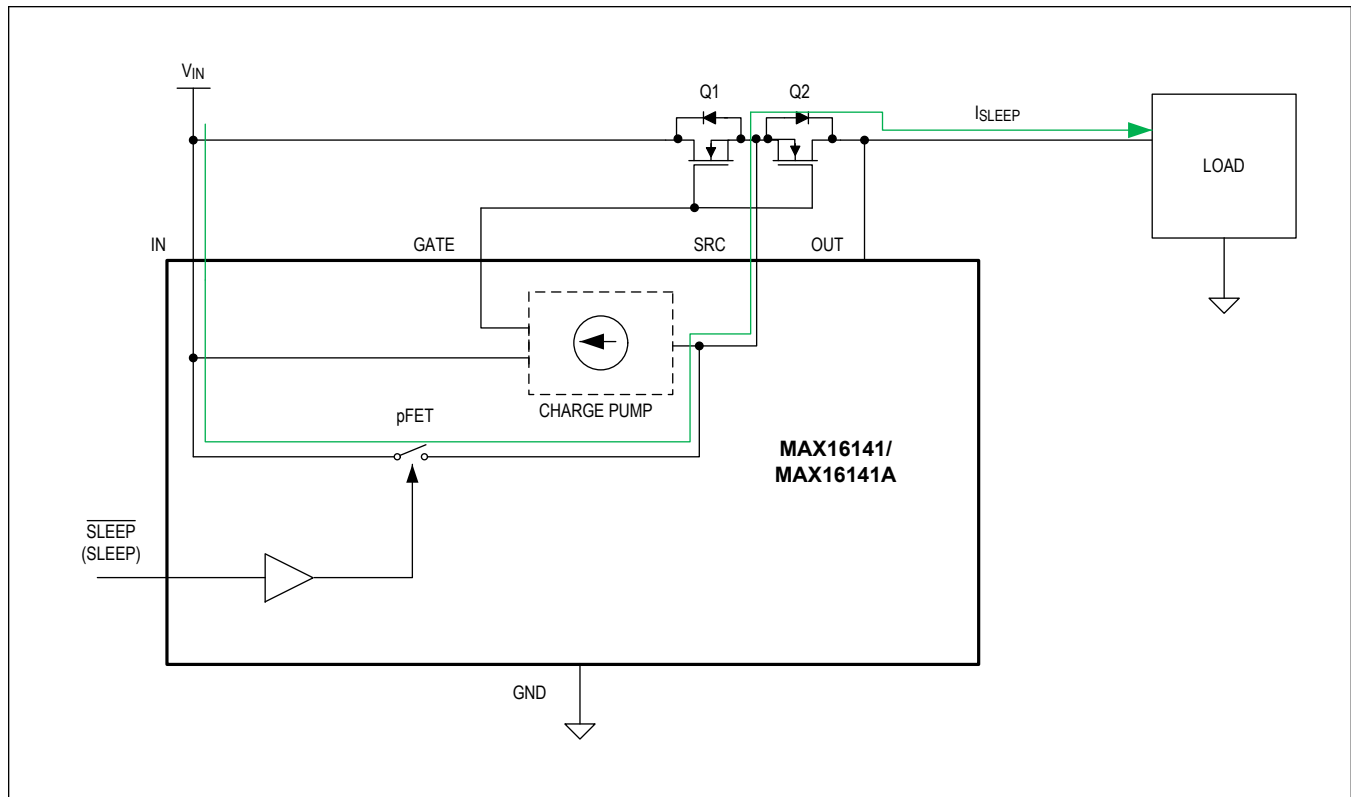 VIN
Q1
Q2
ISLEEP
LOAD
IN
GATE
SRC
OUT
CHARGE PUMP
pFET
MAX16141/
MAX16141A
SLEEP
(SLEEP)
GND